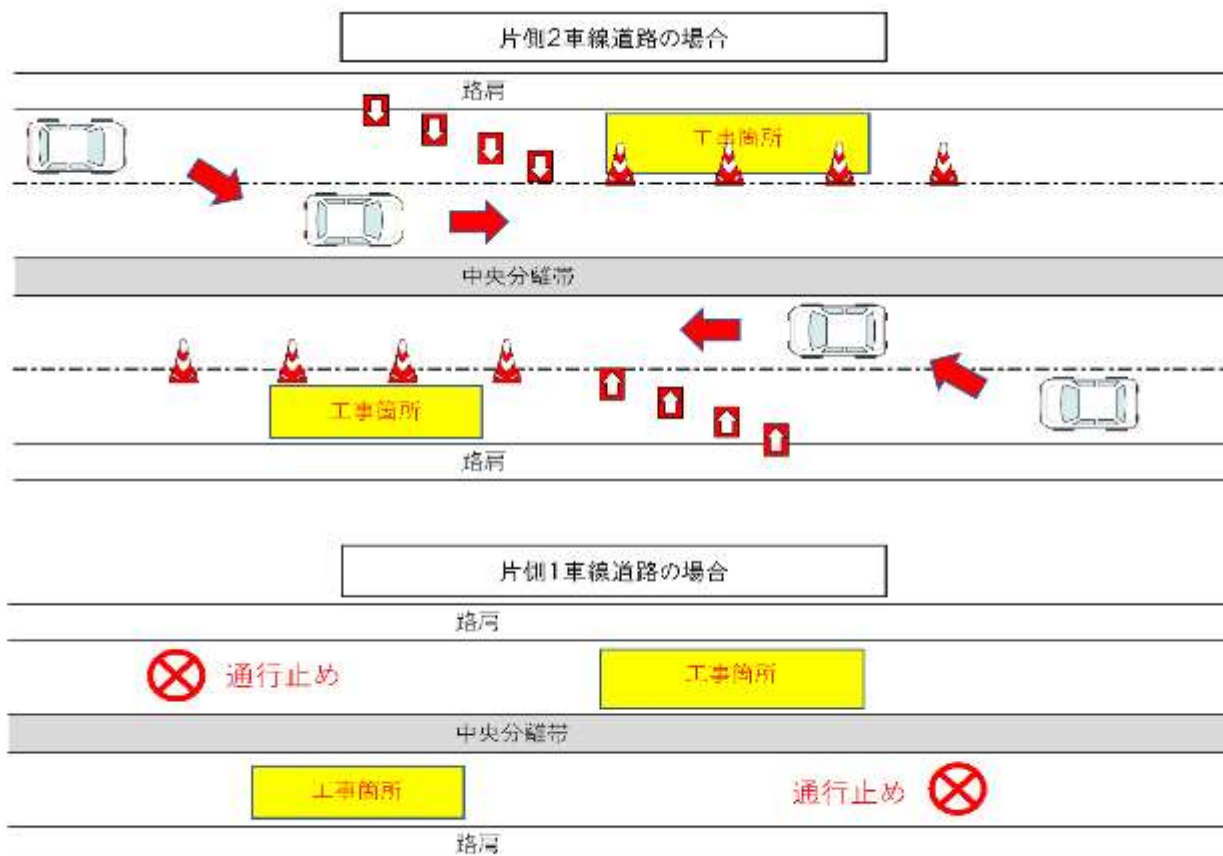 片側2車線道路の場合
路肩
工事箇所
中央分離帯
工事箇所
路肩
片側1車線道路の場合
路肩
通行止め
工事箇所
中央分離帯
工事箇所
通行止め
路肩